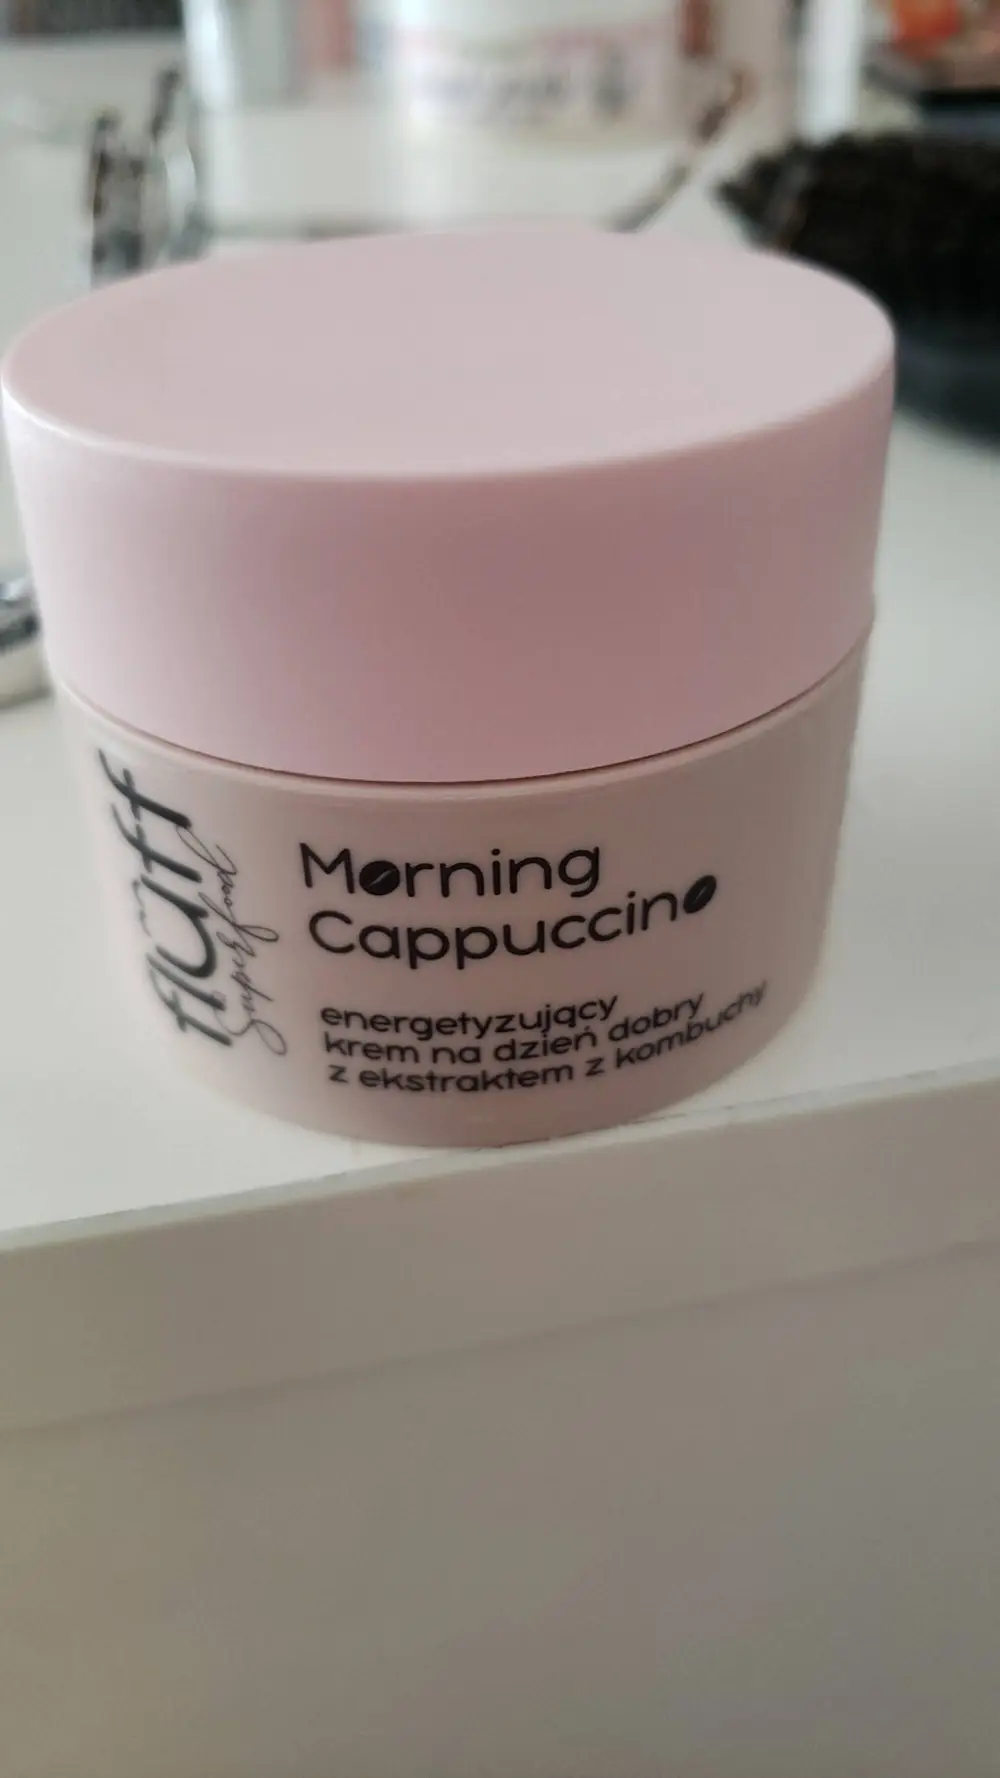 fluff
Superfood
Morning
Cappuccino
energetyzujący
krem na dzień dobry
z ekstraktem z kombuchy